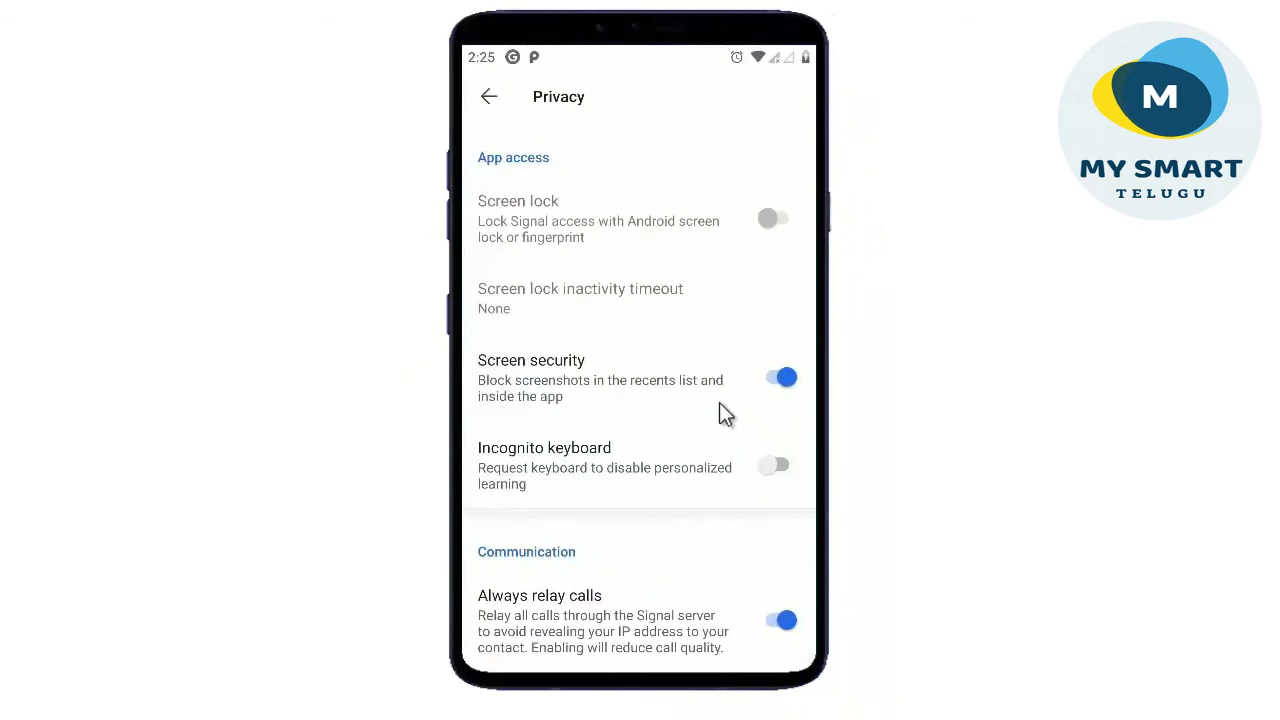 2:25
Privacy
App access
Screen lock
Lock Signal access with Android screen
lock or fingerprint
Screen lock inactivity timeout
None
Screen security
Block screenshots in the recents list and
inside the app
Incognito keyboard
Request keyboard to disable personalized
learning
Communication
Always relay calls
Relay all calls through the Signal server
to avoid revealing your IP address to your
contact. Enabling will reduce call quality.
M
MY SMART
TELUGU